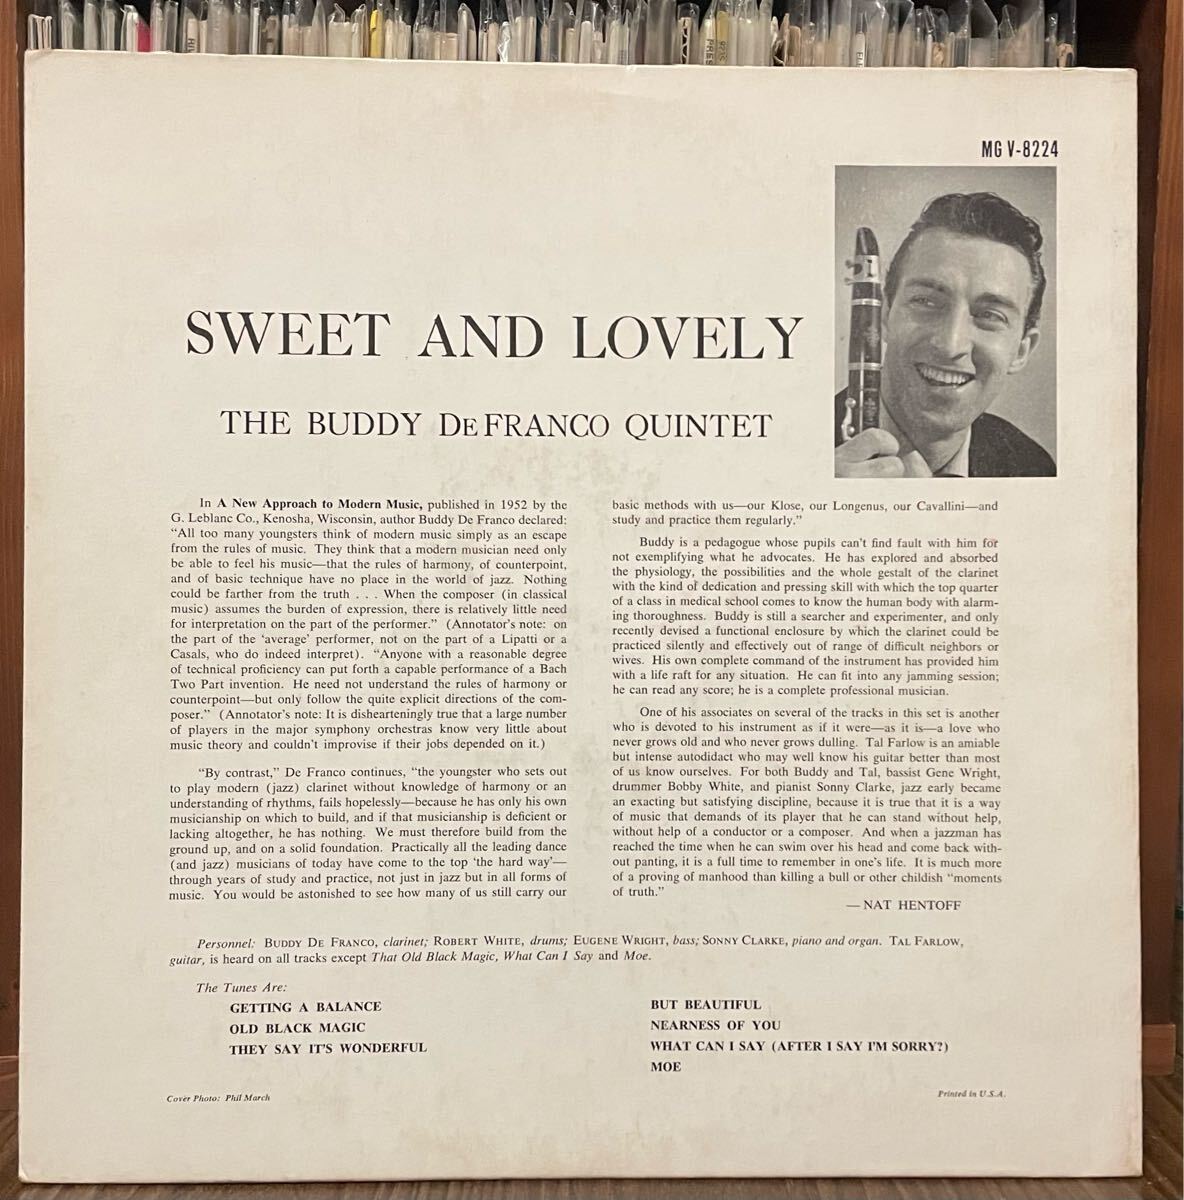 MG V-8224
SWEET AND LOVELY
THE BUDDY DE FRANCO QUINTET
In A New Approach to Modern Music, published in 1952 by the
G. Leblanc Co., Kenosha, Wisconsin, author Buddy De Franco declared:
“All too many youngsters think of modern music simply as an escape
from the rules of music. They think that a modern musician need only
be able to feel his music—that the rules of harmony, of counterpoint,
and of basic technique have no place in the world of jazz. Nothing
could be farther from the truth . . . When the composer (in classical
music) assumes the burden of expression, there is relatively little need
for interpretation on the part of the performer.” (Annotator's note: on
the part of the ‘average’ performer, not on the part of a Lipatti or a
Casals, who do indeed interpret). “Anyone with a reasonable degree
of technical proficiency can put forth a capable performance of a Bach
Two Part invention. He need not understand the rules of harmony or
counterpoint—but only follow the quite explicit directions of the com-
poser.” (Annotator's note: It is dishearteningly true that a large number
of players in the major symphony orchestras know very little about
music theory and couldn't improvise if their jobs depended on it.)
“By contrast,” De Franco continues, “the youngster who sets out
to play modern (jazz) clarinet without knowledge of harmony or an
understanding of rhythms, fails hopelessly—because he has only his own
musicianship on which to build, and if that musicianship is deficient or
lacking altogether, he has nothing. We must therefore build from the
ground up, and on a solid foundation. Practically all the leading dance
(and jazz) musicians of today have come to the top ‘the hard way’—
through years of study and practice, not just in jazz but in all forms of
music. You would be astonished to see how many of us still carry our
basic methods with us—our Klose, our Longenus, our Cavallini—and
study and practice them regularly.”
Buddy is a pedagogue whose pupils can't find fault with him for
not exemplifying what he advocates. He has explored and absorbed
the physiology, the possibilities and the whole gestalt of the clarinet
with the kind of dedication and pressing skill with which the top quarter
of a class in medical school comes to know the human body with alarm-
ing thoroughness. Buddy is still a searcher and experimenter, and only
recently devised a functional enclosure by which the clarinet could be
practiced silently and effectively out of range of difficult neighbors or
wives. His own complete command of the instrument has provided him
with a life raft for any situation. He can fit into any jamming session;
he can read any score; he is a complete professional musician.
One of his associates on several of the tracks in this set is another
who is devoted to his instrument as if it were—as it is—a love who
never grows old and who never grows dulling. Tal Farlow is an amiable
but intense autodidact who may well know his guitar better than most
of us know ourselves. For both Buddy and Tal, bassist Gene Wright,
drummer Bobby White, and pianist Sonny Clarke, jazz early became
an exacting but satisfying discipline, because it is true that it is a way
of music that demands of its player that he can stand without help,
without help of a conductor or a composer. And when a jazzman has
reached the time when he can swim over his head and come back with-
out panting, it is a full time to remember in one's life. It is much more
of a proving of manhood than killing a bull or other childish “moments
of truth.”
— NAT HENTOFF
Personnel: BUDDY DE FRANCO, clarinet; ROBERT WHITE, drums; EUGENE WRIGHT, bass; SONNY CLARKE, piano and organ. TAL FARLOW,
guitar, is heard on all tracks except That Old Black Magic, What Can I Say and Moe.
The Tunes Are:
GETTING A BALANCE
OLD BLACK MAGIC
THEY SAY IT'S WONDERFUL
BUT BEAUTIFUL
NEARNESS OF YOU
WHAT CAN I SAY (AFTER I SAY I'M SORRY?)
MOE
Cover Photo: Phil March
Printed in U.S.A.